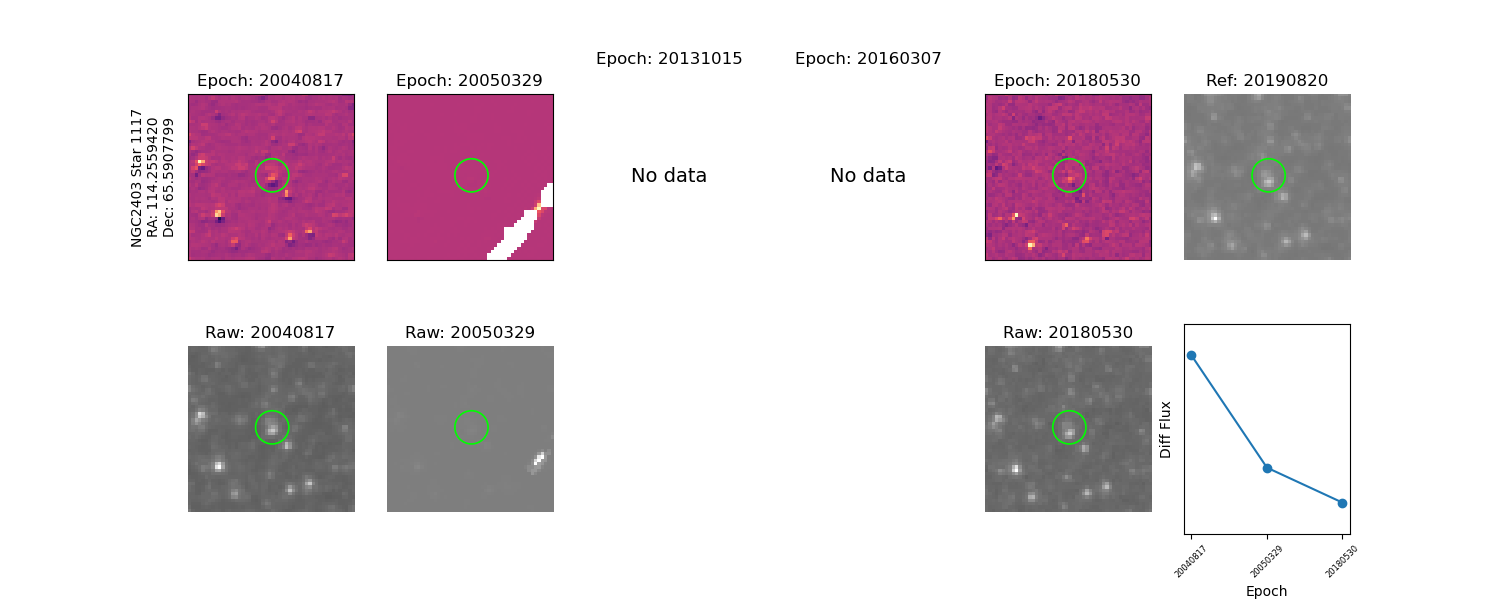 Epoch: 20131015
Epoch: 20160307
Epoch: 20040817
Epoch: 20050329
Epoch: 20180530
Ref: 20190820
NGC2403 Star 1117
RA: 114.2559420
Dec: 65.5907799
No data
No data
Raw: 20040817
Raw: 20050329
Raw: 20180530
Diff Flux
20040817
20050329
20180530
Epoch